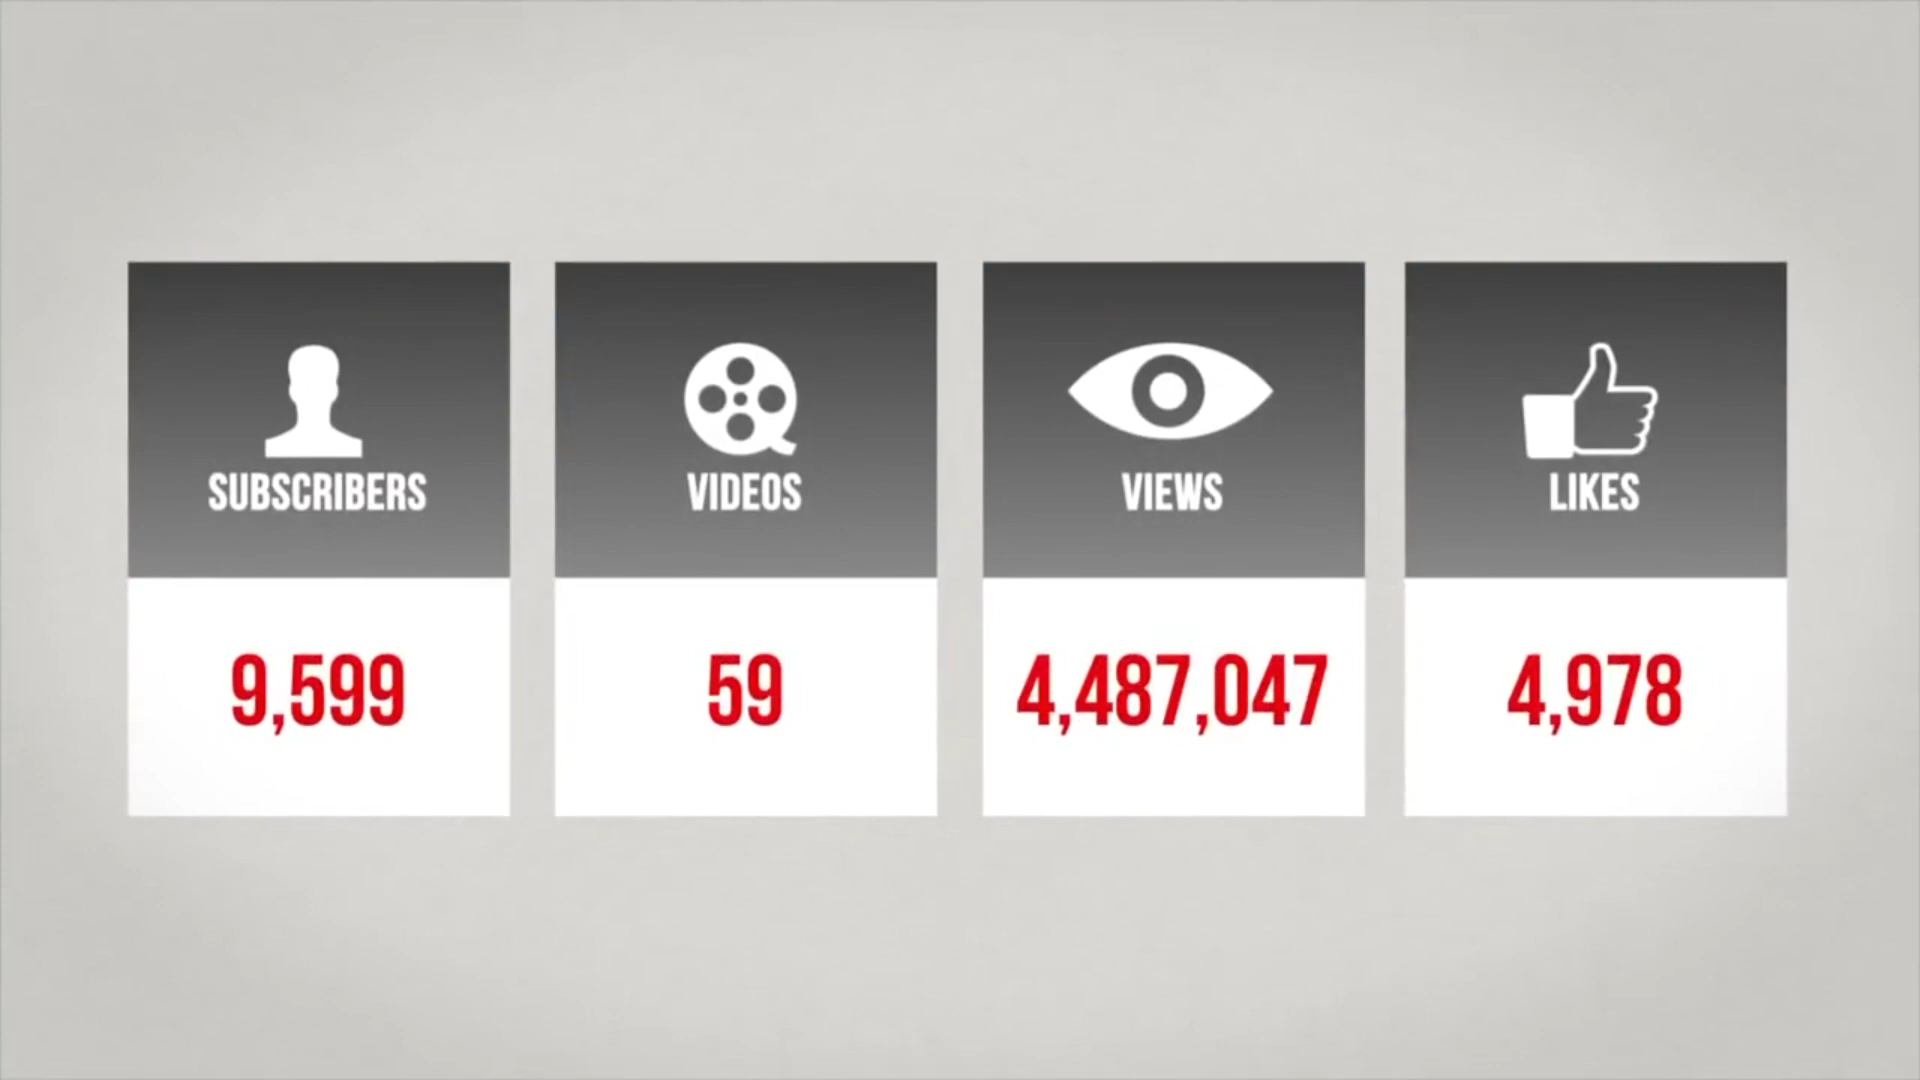 SUBSCRIBERS
9,599
VIDEOS
59
VIEWS
4,487,047
LIKES
4,978